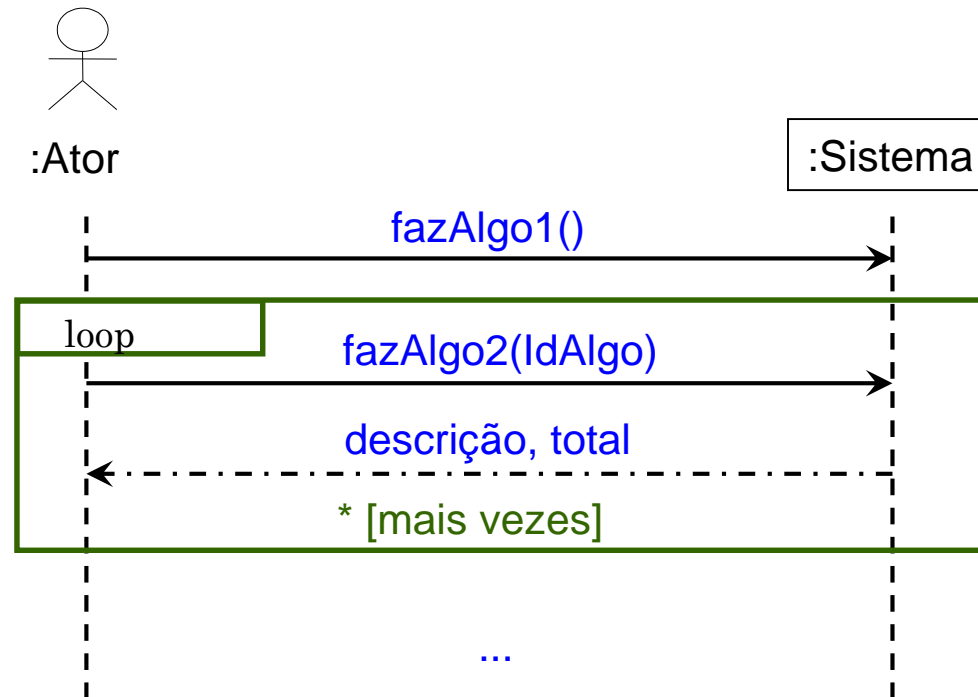 :Ator
:Sistema
fazAlgo1()
loop
fazAlgo2(IdAlgo)
descrição, total
* [mais vezes]
...